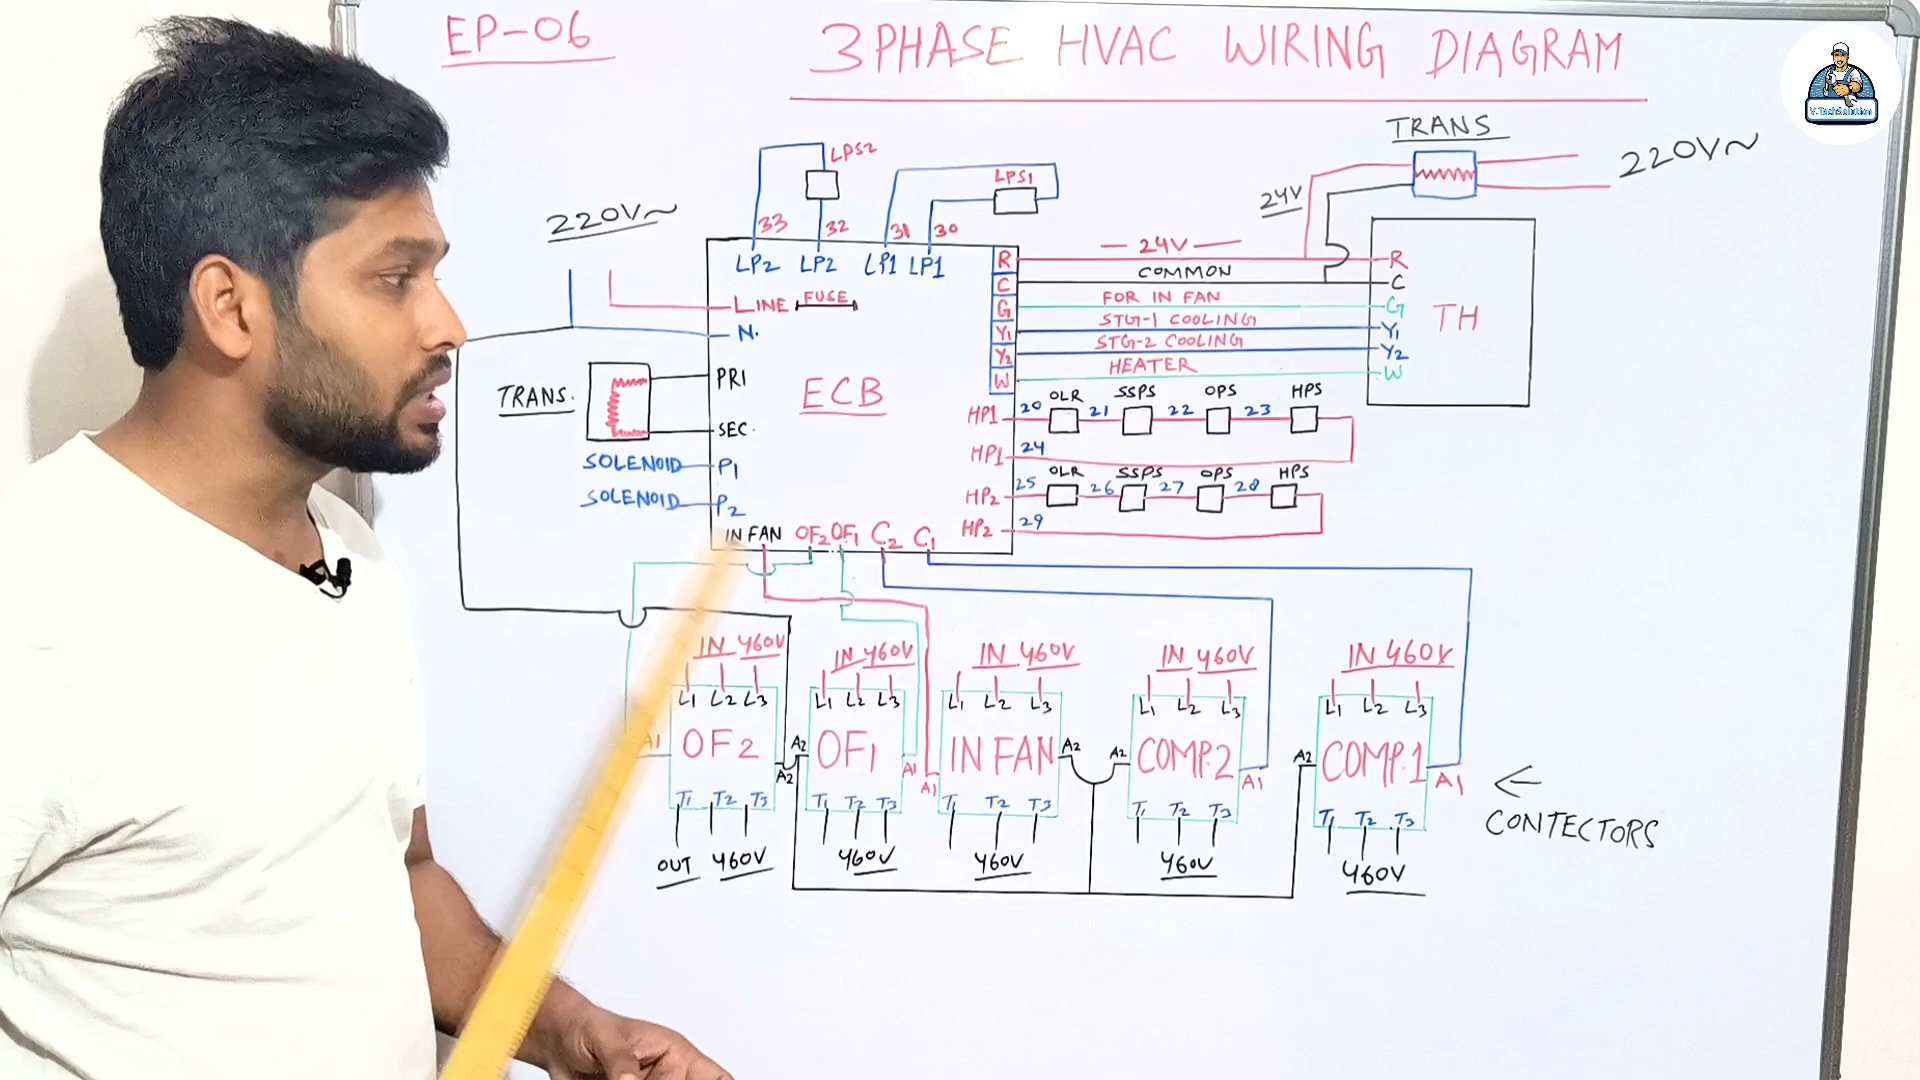 EP-06
3 PHASE HVAC WIRING DIAGRAM
V.TechSolution
TRANS
220V~
24V
LPS2
LPS1
220V~
33 32 31 30
LP2 LP2 LP1 LP1
LINE FUSE
N.
TRANS.
PRI
SEC.
SOLENOID P1
SOLENOID P2
ECB
R — 24V — R
C COMMON C
G FOR IN FAN G
Y1 STG-1 COOLING Y1
Y2 STG-2 COOLING Y2
W HEATER W
TH
OLR SSPS OPS HPS
HP1 20 21 22 23
HP1 24
OLR SSPS OPS HPS
HP2 25 26 27 28
HP2 29
IN FAN OF2 OF1 C2 C1
IN 460V IN 460V IN 460V IN 460V IN 460V
L1 L2 L3 L1 L2 L3 L1 L2 L3 L1 L2 L3 L1 L2 L3
A1 OF2 A2 A2 OF1 A1 A1 IN FAN A2 A2 COMP.2 A1 A2 COMP.1 A1
T1 T2 T3 T1 T2 T3 T1 T2 T3 T1 T2 T3 T1 T2 T3
OUT 460V 460V 460V 460V 460V
←
CONTECTORS